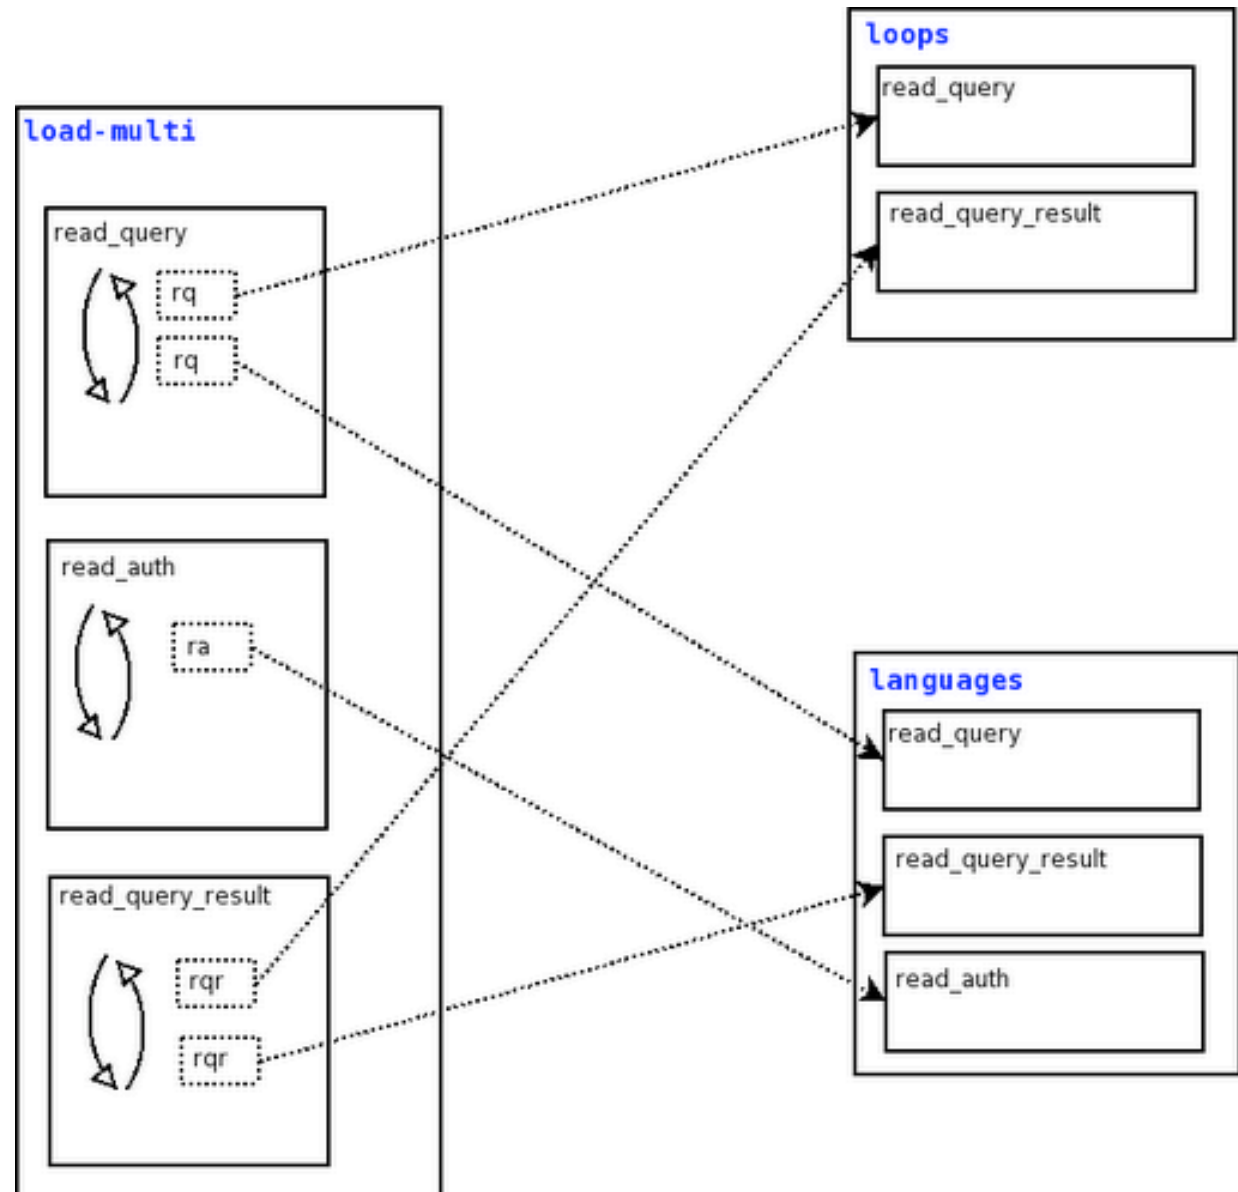 load-multi
read_query
rq
rq
read_auth
ra
read_query_result
rqr
rqr
loops
read_query
read_query_result
languages
read_query
read_query_result
read_auth